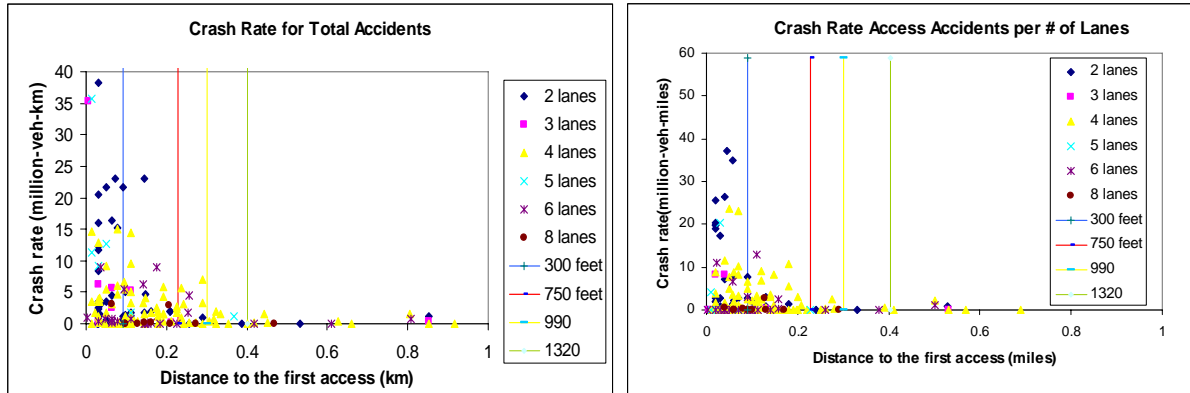 Crash Rate for Total Accidents
Crash rate (million-veh-km)
40
35
30
25
20
15
10
5
0
0
0.2
0.4
0.6
0.8
1
Distance to the first access (km)
2 lanes
3 lanes
4 lanes
5 lanes
6 lanes
8 lanes
300 feet
750 feet
990
1320
Crash Rate Access Accidents per # of Lanes
Crash rate(million-veh-miles)
60
50
40
30
20
10
0
0
0.2
0.4
0.6
0.8
1
Distance to the first access (miles)
2 lanes
3 lanes
4 lanes
5 lanes
6 lanes
8 lanes
300 feet
750 feet
990
1320